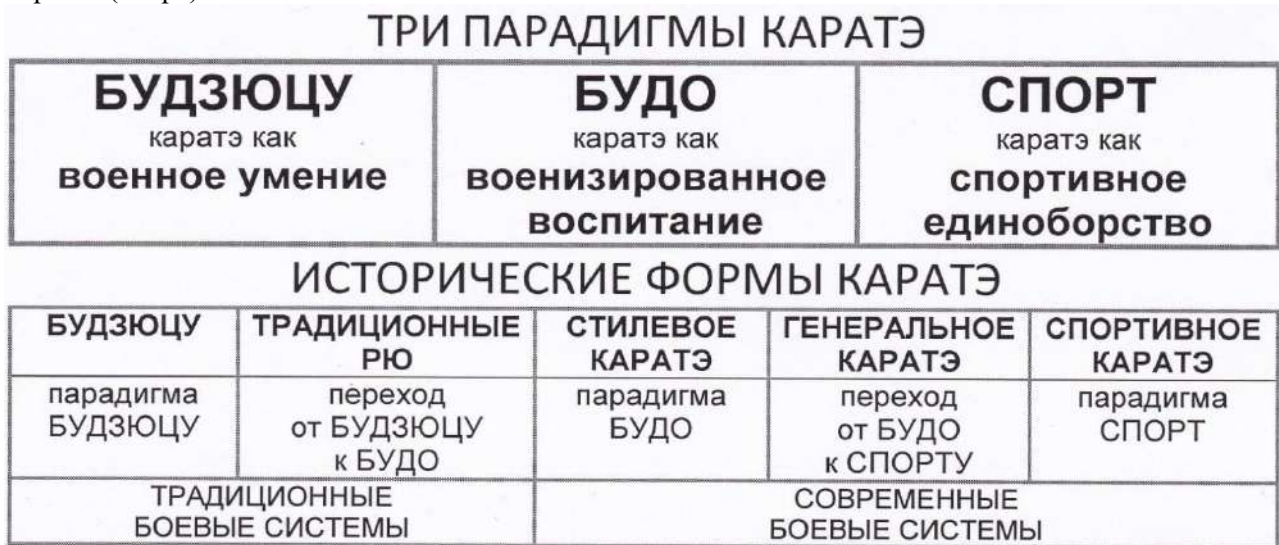 ТРИ ПАРАДИГМЫ КАРАТЭ
БУДЗЮЦУ
каратэ как
военное умение
БУДО
каратэ как
военизированное
воспитание
СПОРТ
каратэ как
спортивное
единоборство
ИСТОРИЧЕСКИЕ ФОРМЫ КАРАТЭ
БУДЗЮЦУ
ТРАДИЦИОННЫЕ
РЮ
СТИЛЕВОЕ
КАРАТЭ
ГЕНЕРАЛЬНОЕ
КАРАТЭ
СПОРТИВНОЕ
КАРАТЭ
парадигма
БУДЗЮЦУ
переход
от БУДЗЮЦУ
к БУДО
парадигма
БУДО
переход
от БУДО
к СПОРТУ
парадигма
СПОРТ
ТРАДИЦИОННЫЕ
БОЕВЫЕ СИСТЕМЫ
СОВРЕМЕННЫЕ
БОЕВЫЕ СИСТЕМЫ